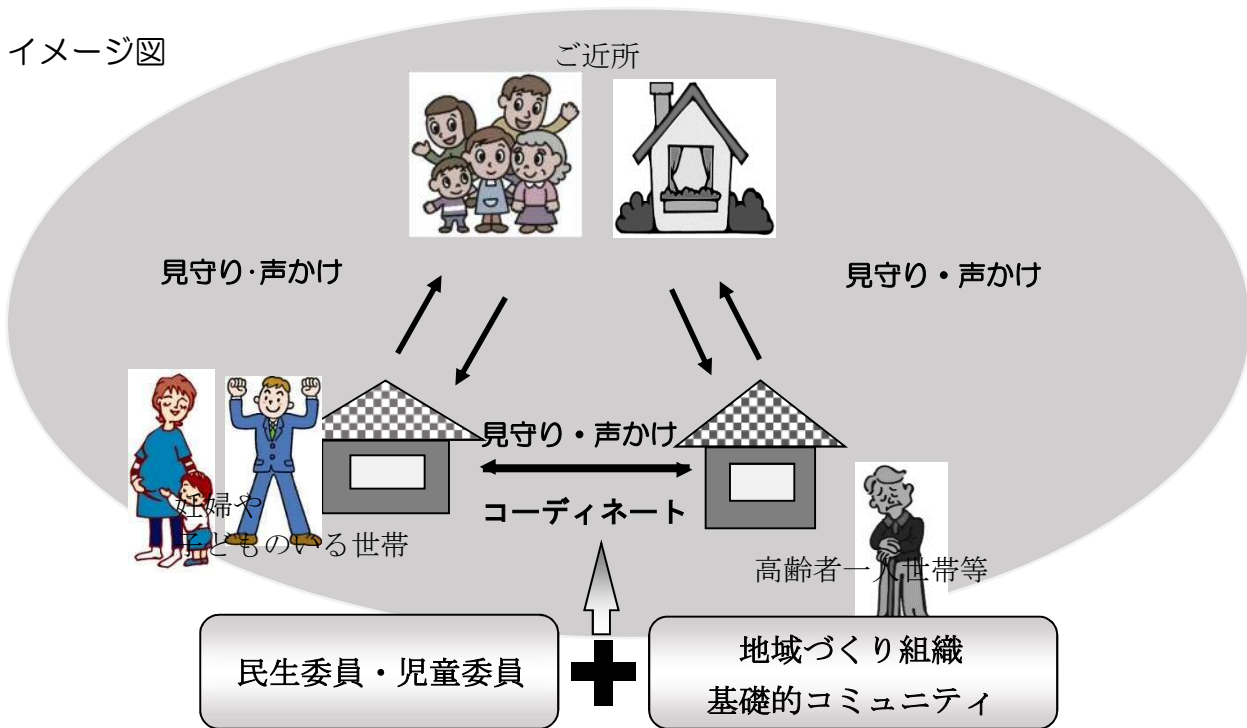 イメージ図
ご近所
見守り・声かけ
見守り・声かけ
見守り・声かけ
コーディネート
妊婦や
子どものいる世帯
高齢者一人世帯等
民生委員・児童委員
地域づくり組織
基礎的コミュニティ